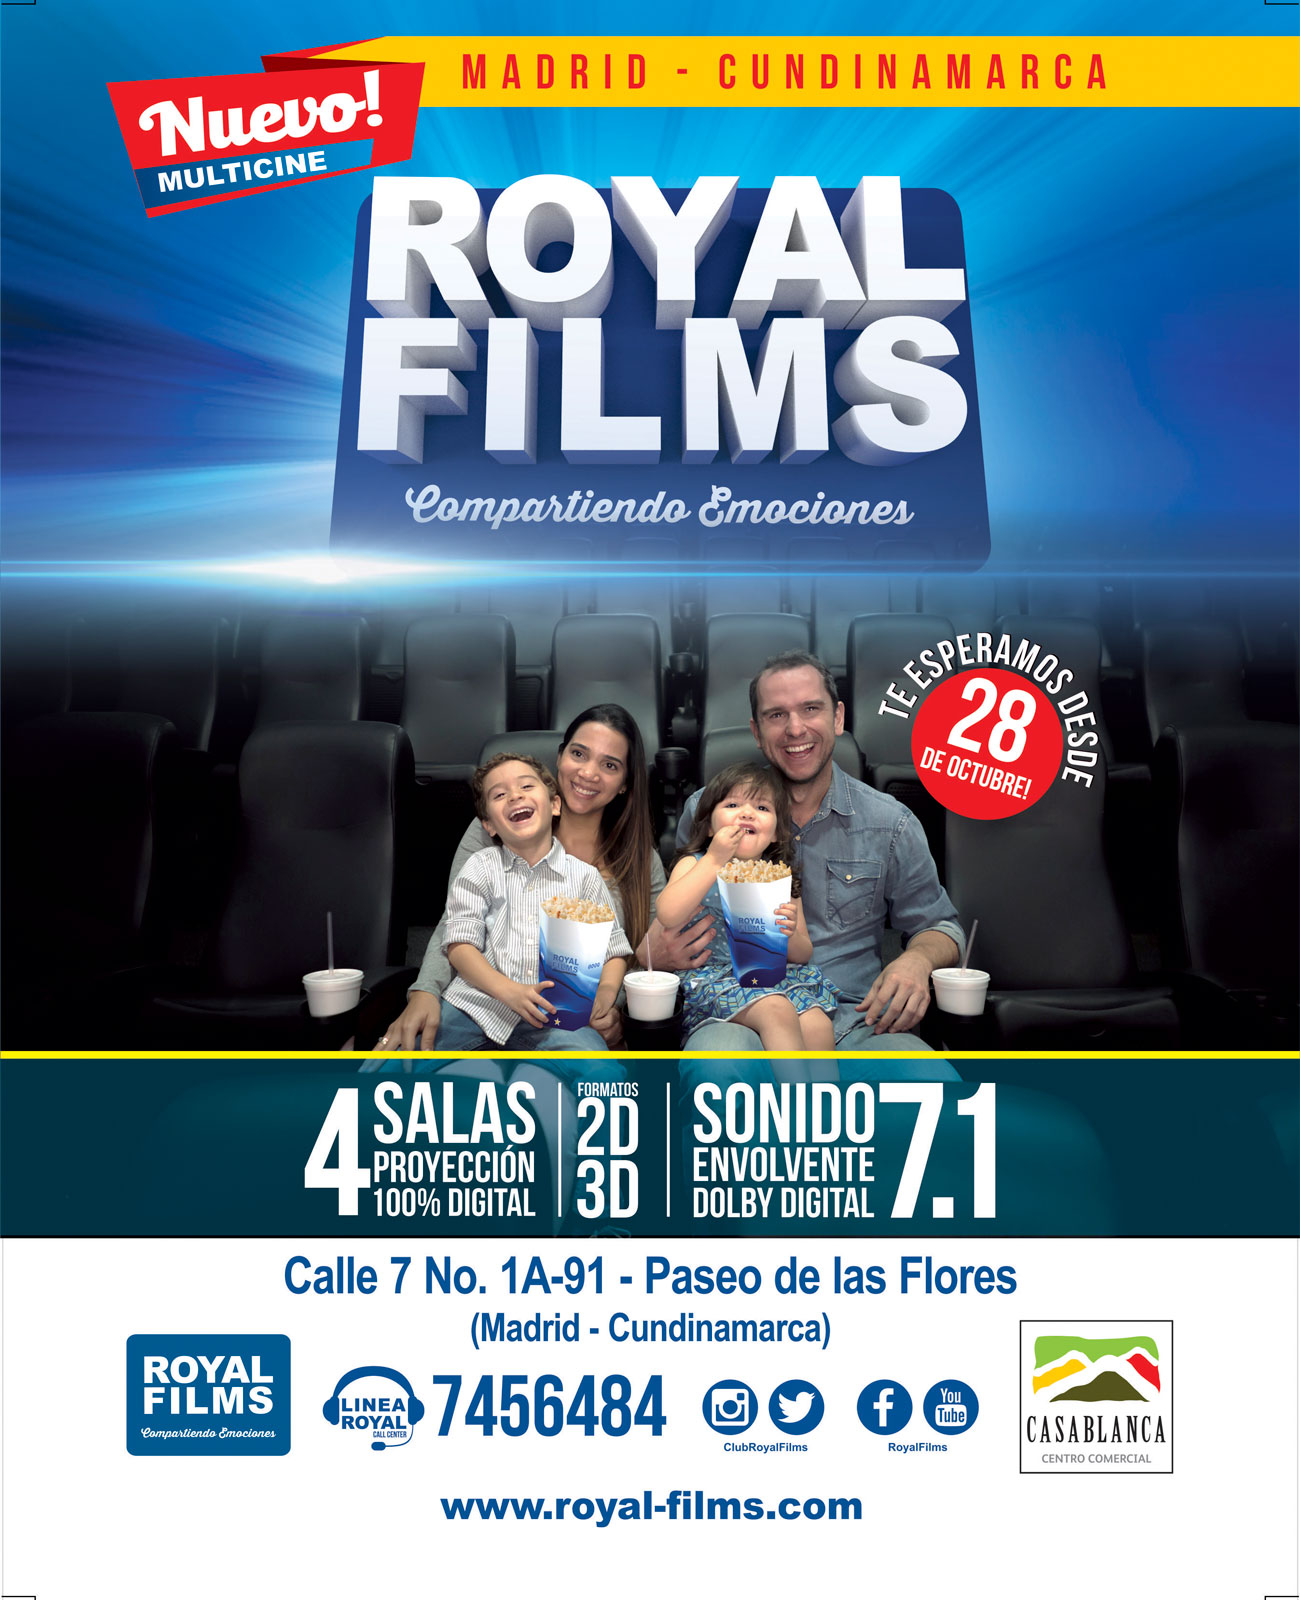 MADRID - CUNDINAMARCA
Nuevo!
MULTICINE
ROYAL
FILMS
Compartiendo Emociones
TE ESPERAMOS DESDE
28
DE OCTUBRE!
ROYAL
FILMS
ROYAL
FILMS
4 SALAS
PROYECCIÓN
100% DIGITAL
FORMATOS
2D
3D
SONIDO
ENVOLVENTE
DOLBY DIGITAL
7.1
Calle 7 No. 1A-91 - Paseo de las Flores
(Madrid - Cundinamarca)
ROYAL
FILMS
Compartiendo Emociones
LINEA
ROYAL
CALL CENTER
7456484
ClubRoyalFilms
You
Tube
RoyalFilms
CASABLANCA
CENTRO COMERCIAL
www.royal-films.com